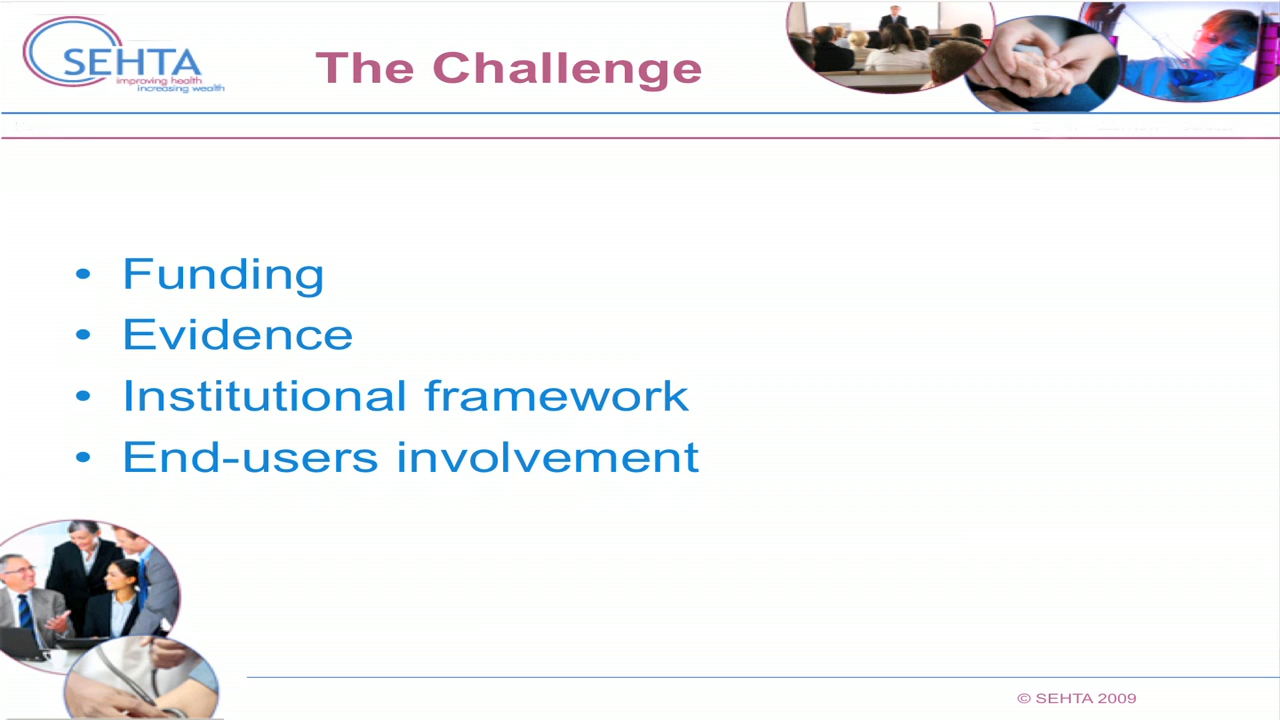 SEHTA
improving health
increasing wealth
The Challenge
• Funding
• Evidence
• Institutional framework
• End-users involvement
© SEHTA 2009